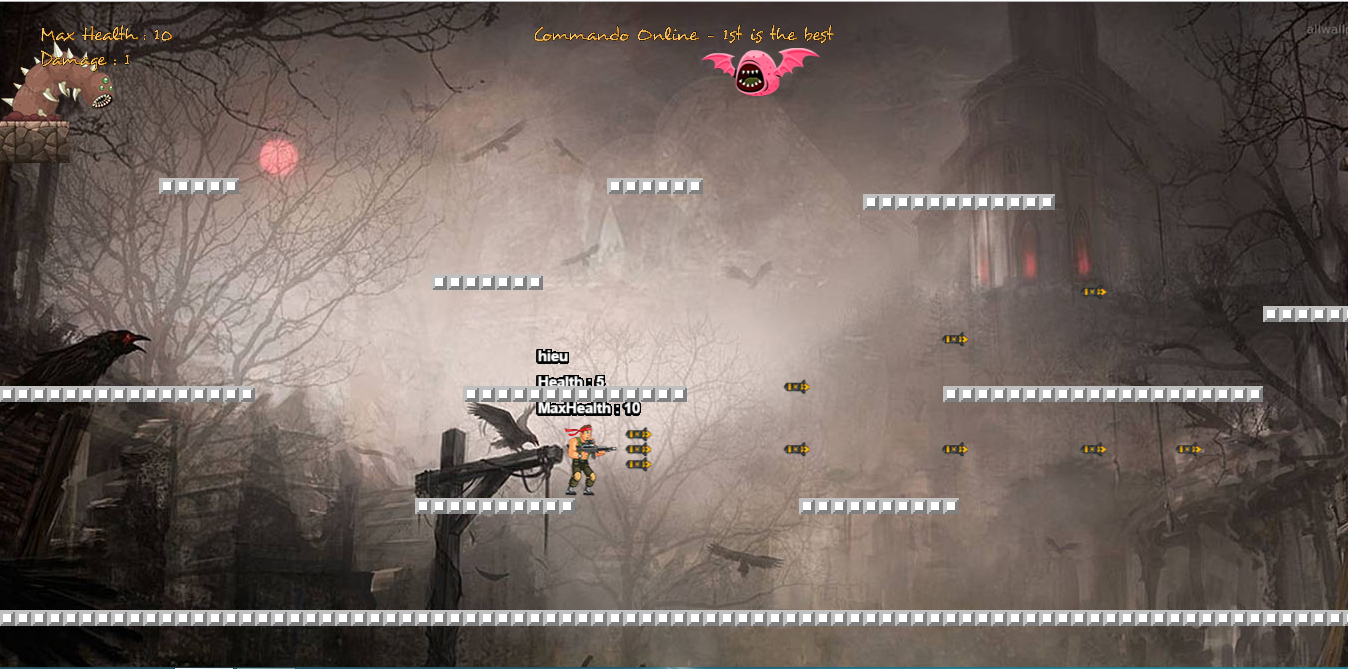 Max Health : 10
Commando Online - 1st is the best
Damage : 1
hieu
Health : 5
MaxHealth : 10